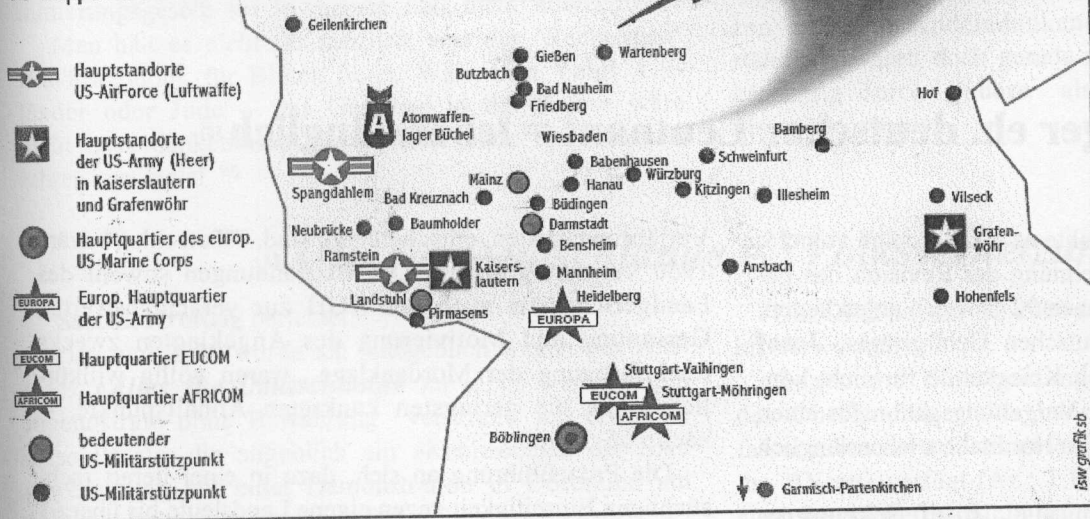 Hauptstandorte
US-AirForce (Luftwaffe)
Hauptstandorte
der US-Army (Heer)
in Kaiserslautern
und Grafenwöhr
Hauptquartier des europ.
US-Marine Corps
EUROPA
Europ. Hauptquartier
der US-Army
EUCOM
Hauptquartier EUCOM
AFRICOM
Hauptquartier AFRICOM
bedeutender
US-Militärstützpunkt
US-Militärstützpunkt
Geilenkirchen
Gießen
Wartenberg
Butzbach
Bad Nauheim
Friedberg
Hof
A
Atomwaffen-
lager Büchel
Wiesbaden
Bamberg
Babenhausen
Schweinfurt
Spangdahlem
Mainz
Hanau
Würzburg
Kitzingen
Illesheim
Vilseck
Bad Kreuznach
Büdingen
Neubrücke
Baumholder
Darmstadt
Grafen-
wöhr
Bensheim
Ramstein
Kaisers-
lautern
Mannheim
Ansbach
Landstuhl
Heidelberg
Hohenfels
Pirmasens
EUROPA
Stuttgart-Vaihingen
EUCOM
Stuttgart-Möhringen
AFRICOM
Böblingen
Garmisch-Partenkirchen
isw grafik sb